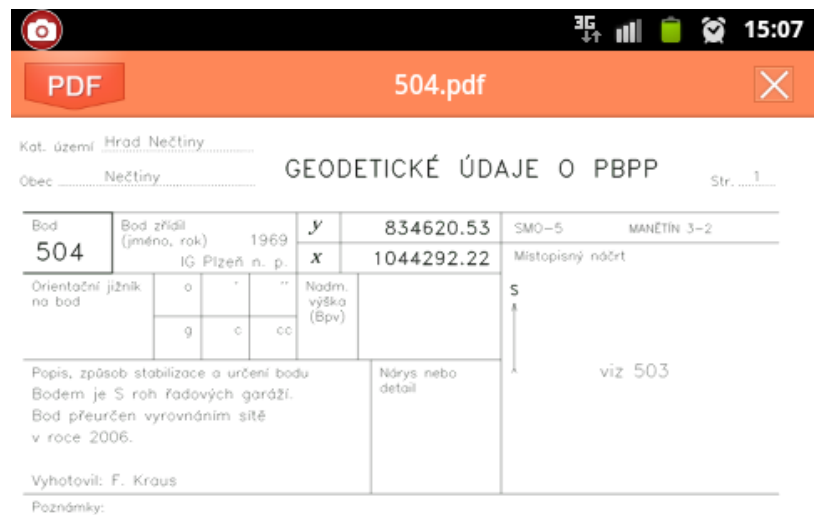 3G 15:07
PDF 504.pdf
Kat. území Hrad Nečtiny
GEODETICKÉ ÚDAJE O PBPP
Obec Nečtiny
Str. 1
Bod
504
Bod zřídil
(jméno, rok) 1969
IG Plzeň n. p.
y 834620.53
x 1044292.22
SMO-5 MANĚTÍN 3-2
Místopisný náčrt
Orientační jižník
na bod
o ' ''
g c cc
Nadm.
výška
(Bpv)
S
viz 503
Popis, způsob stabilizace a určení bodu
Bodem je S roh řadových garáží.
Bod přeurčen vyrovnáním sítě
v roce 2006.
Vyhotovil: F. Kraus
Nárys nebo
detail
Poznámky: